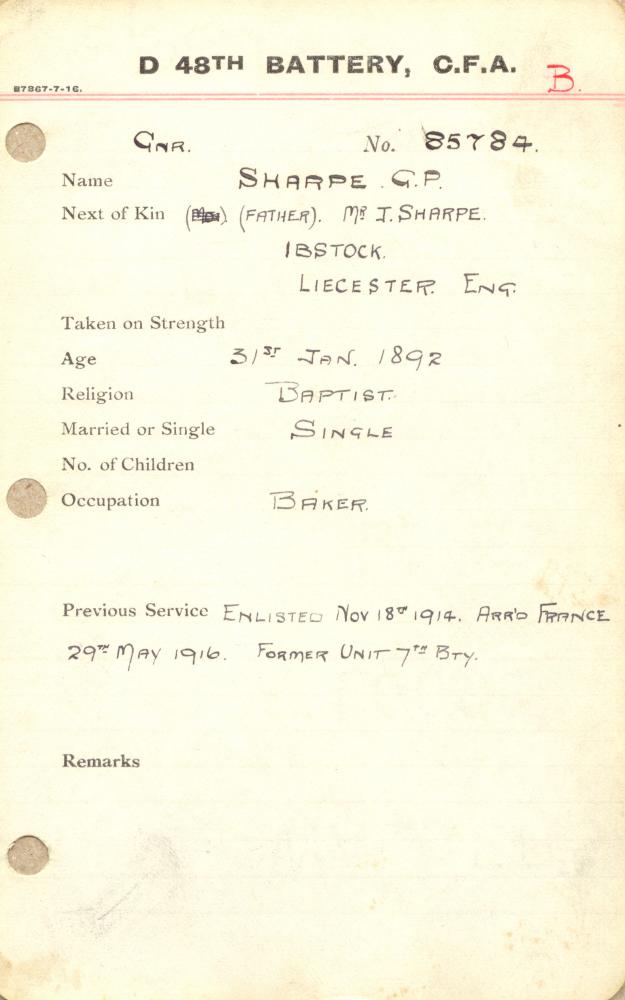 D 48TH BATTERY, C.F.A.
B.
B7867-7-16.
GNR. No. 85784.
Name SHARPE. G.P.
Next of Kin () (FATHER). MR J. SHARPE.
IBSTOCK.
LIECESTER. ENG.
Taken on Strength
Age 31ST JAN. 1892
Religion BAPTIST.
Married or Single SINGLE
No. of Children
Occupation BAKER.
Previous Service ENLISTED NOV 18TH 1914. ARR'D FRANCE
29TH MAY 1916. FORMER UNIT 7TH BTY.
Remarks